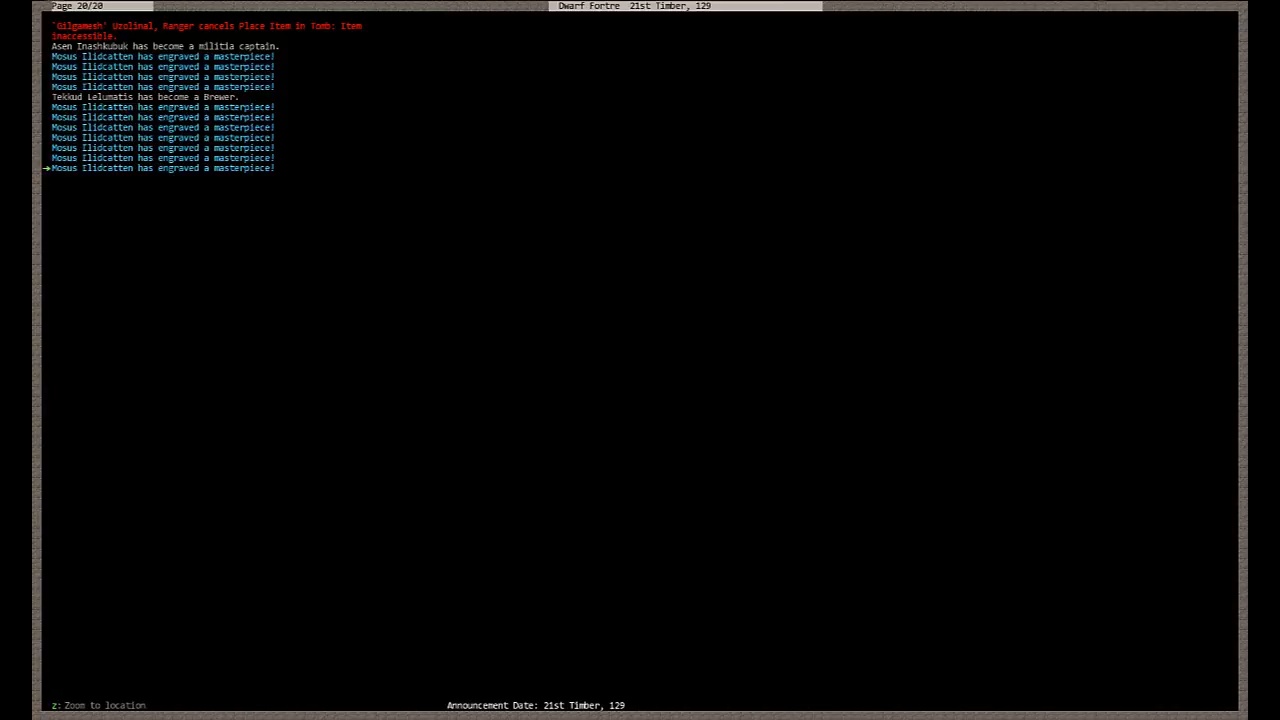 Page 20/20
Dwarf Fortre 21st Timber, 129
`Gilgamesh' Uzolinal, Ranger cancels Place Item in Tomb: Item
inaccessible.
Asen Inashkubuk has become a militia captain.
Mosus Ilidcatten has engraved a masterpiece!
Mosus Ilidcatten has engraved a masterpiece!
Mosus Ilidcatten has engraved a masterpiece!
Mosus Ilidcatten has engraved a masterpiece!
Tekkud Lelumatis has become a Brewer.
Mosus Ilidcatten has engraved a masterpiece!
Mosus Ilidcatten has engraved a masterpiece!
Mosus Ilidcatten has engraved a masterpiece!
Mosus Ilidcatten has engraved a masterpiece!
Mosus Ilidcatten has engraved a masterpiece!
Mosus Ilidcatten has engraved a masterpiece!
Mosus Ilidcatten has engraved a masterpiece!
z: Zoom to location
Announcement Date: 21st Timber, 129